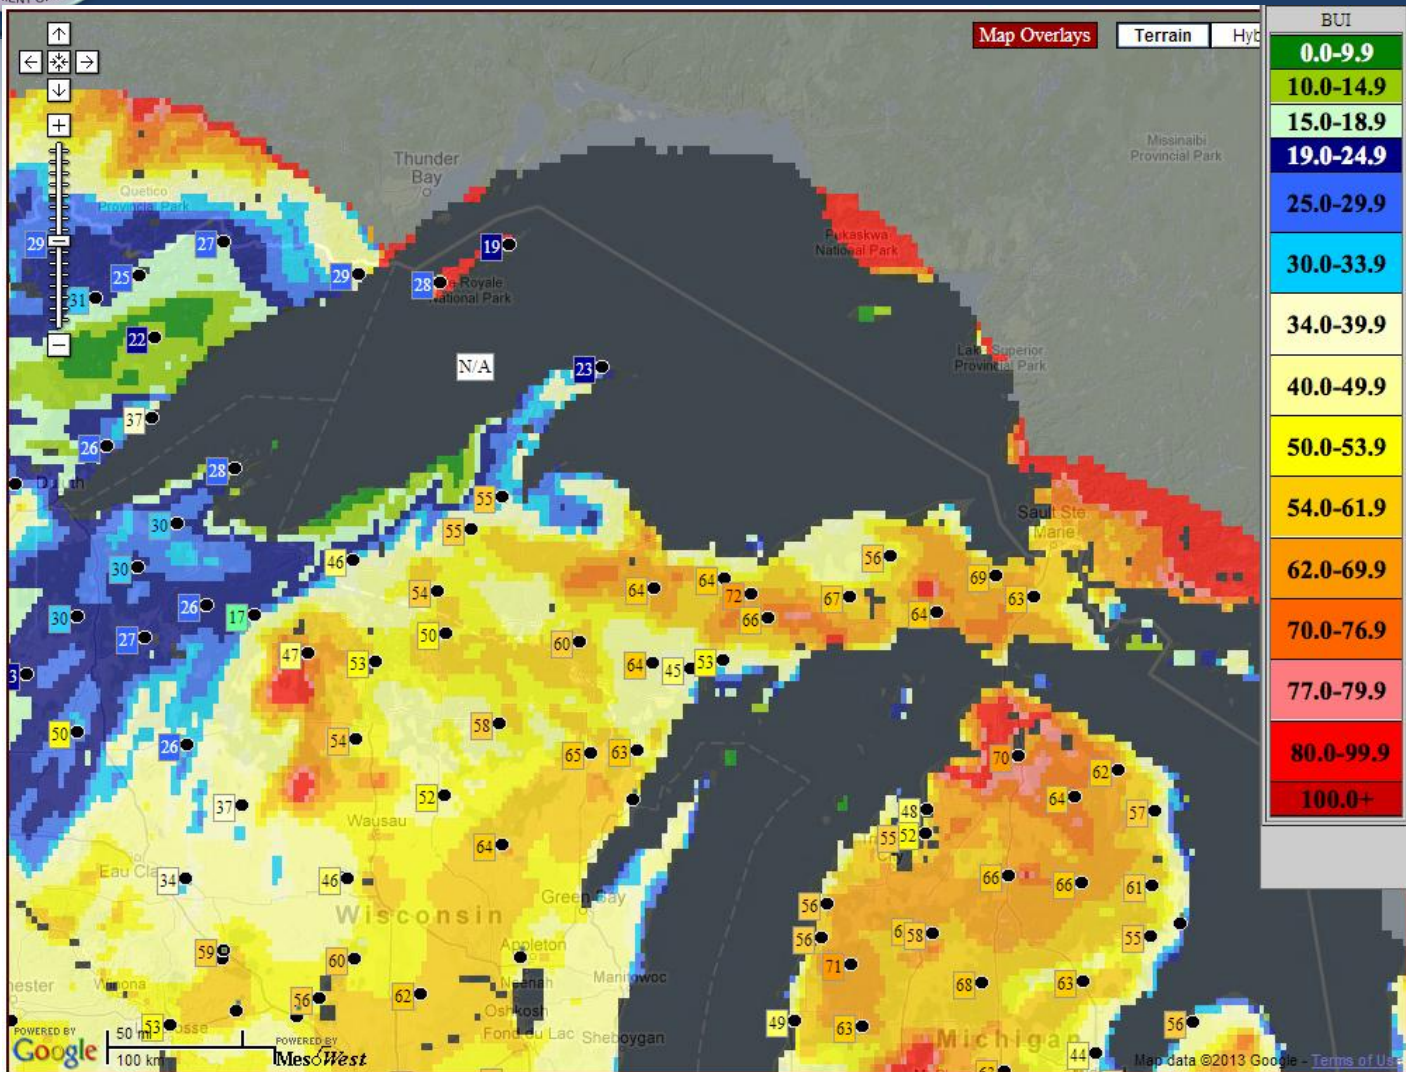 BUI
Map Overlays
Terrain
Hyb
0.0-9.9
10.0-14.9
15.0-18.9
19.0-24.9
25.0-29.9
30.0-33.9
34.0-39.9
40.0-49.9
50.0-53.9
54.0-61.9
62.0-69.9
70.0-76.9
77.0-79.9
80.0-99.9
100.0+
Missinaibi
Provincial Park
Thunder
Bay
Quetico
Provincial Park
29
27
19
Pukaskwa
National Park
25
29
28
Royale
National Park
31
22
Lake Superior
Provincial Park
N/A
23
37
26
28
Duluth
55
30
55
Sault Ste.
Marie
46
56
30
54
64
64
72
67
69
63
30
26
17
66
64
27
50
60
47
53
64
45
53
3
50
26
54
58
65
63
70
62
37
52
64
57
48
Wausau
55
52
City
64
Eau Cla
34
46
66
66
61
Green Bay
56
Wisconsin
59
60
Appleton
56
6
58
55
71
Winona
Neenah
Manitowoc
68
63
56
62
Oshkosh
53
Fond du Lac
Sheboygan
49
63
Michigan
56
44
63
POWERED BY
Google
50 mi
100 km
POWERED BY
MesoWest
Map data ©2013 Google - Terms of Us